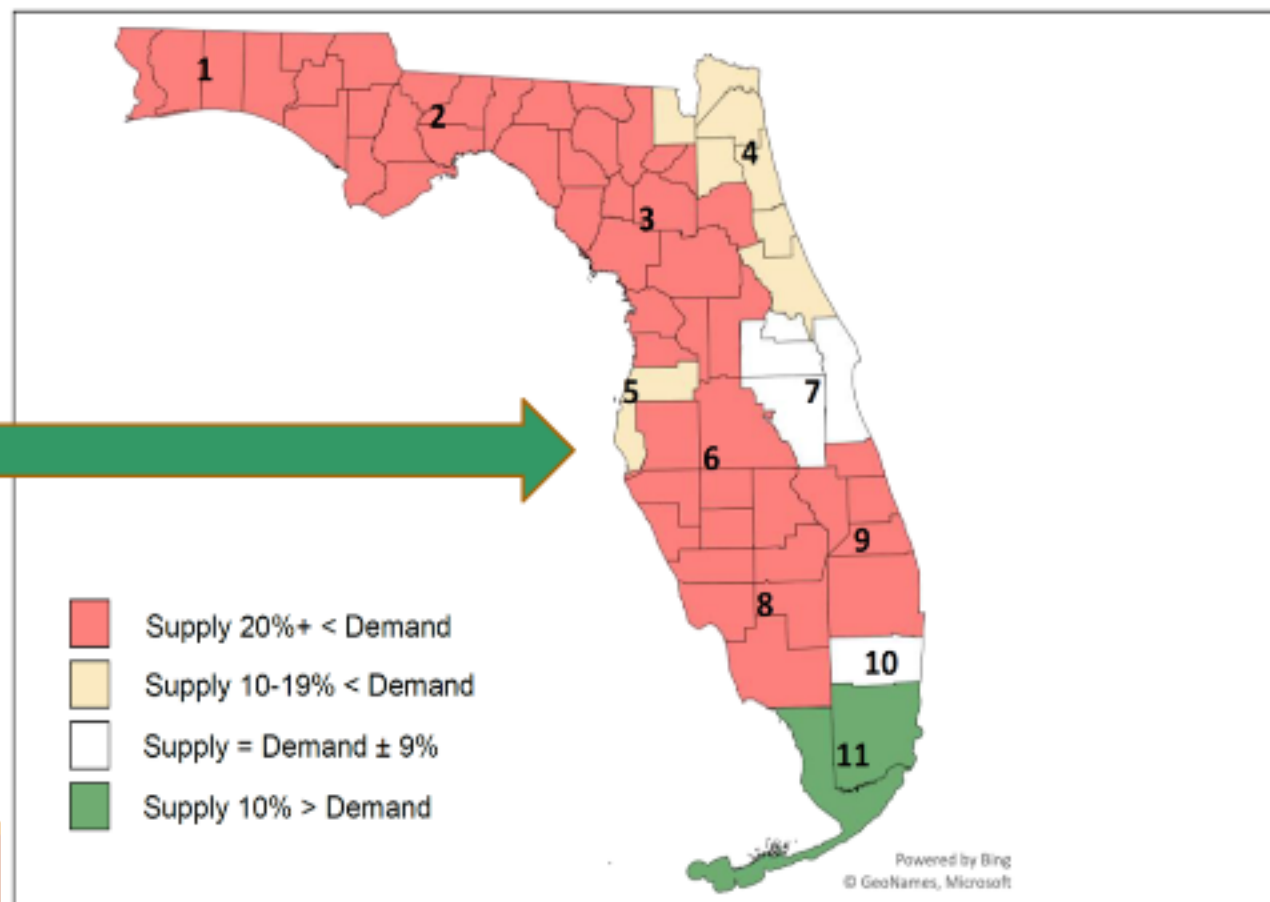 1
2
4
3
5
7
6
9
8
10
11
Supply 20%+ < Demand
Supply 10-19% < Demand
Supply = Demand ± 9%
Supply 10% > Demand
Powered by Bing
© GeoNames, Microsoft